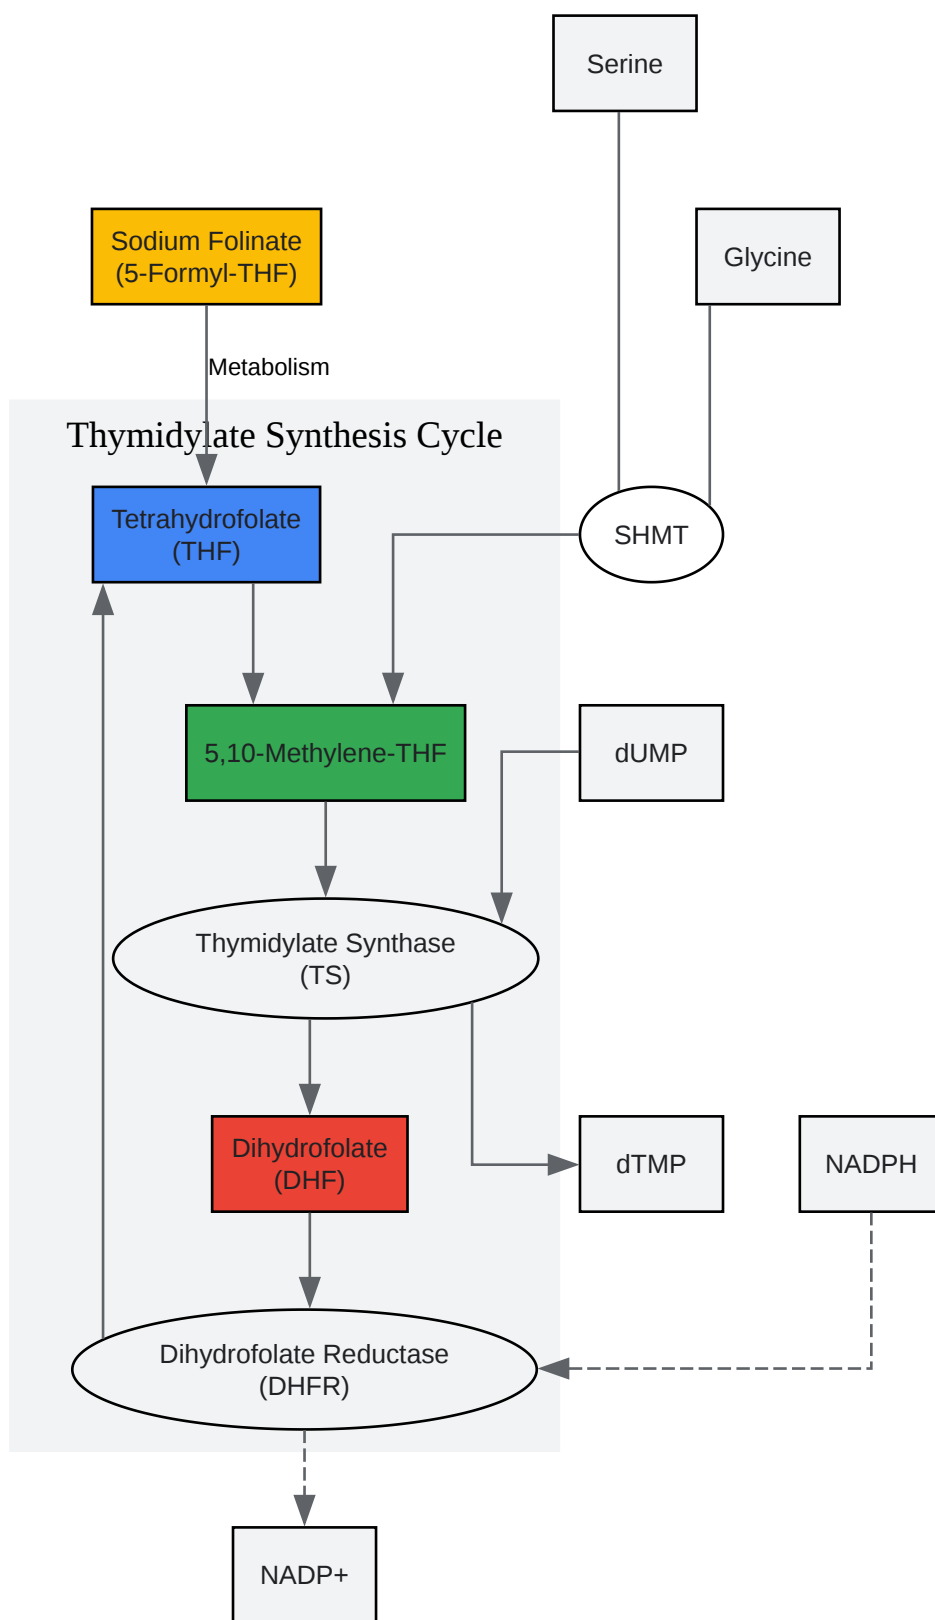 Serine
Sodium Folinate
(5-Formyl-THF)
Glycine
Metabolism
Thymidylate Synthesis Cycle
Tetrahydrofolate
(THF)
SHMT
5,10-Methylene-THF
dUMP
Thymidylate Synthase
(TS)
Dihydrofolate
(DHF)
dTMP
NADPH
Dihydrofolate Reductase
(DHFR)
NADP+